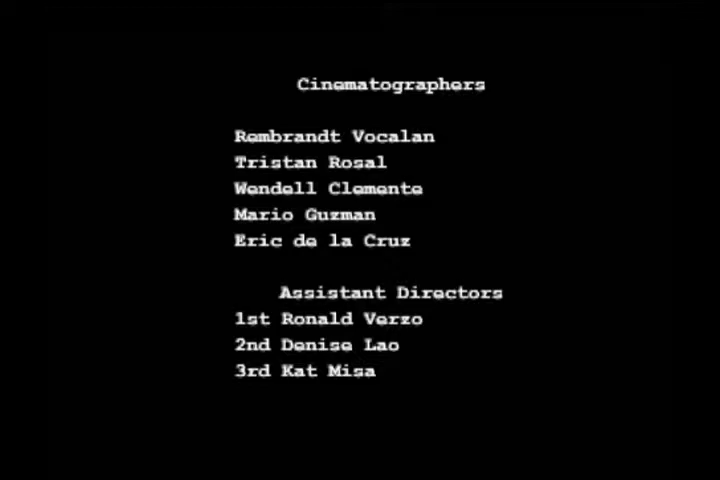 Cinematographers
Rembrandt Vocalan
Tristan Rosal
Wendell Clemente
Mario Guzman
Eric de la Cruz
Assistant Directors
1st Ronald Verzo
2nd Denise Lao
3rd Kat Misa